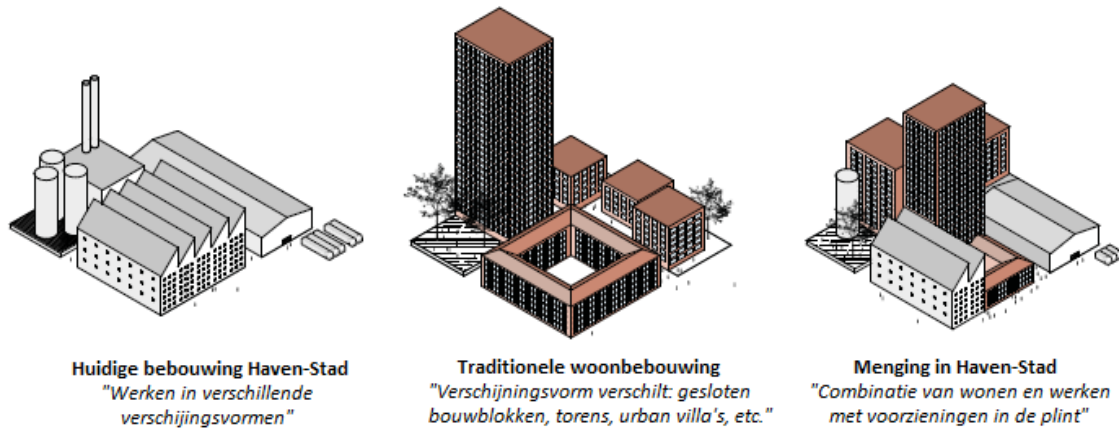 Huidige bebouwing Haven-Stad
"Werken in verschillende
verschijingsvormen"
Traditionele woonbebouwing
"Verschijningsvorm verschilt: gesloten
bouwblokken, torens, urban villa's, etc."
Menging in Haven-Stad
"Combinatie van wonen en werken
met voorzieningen in de plint"